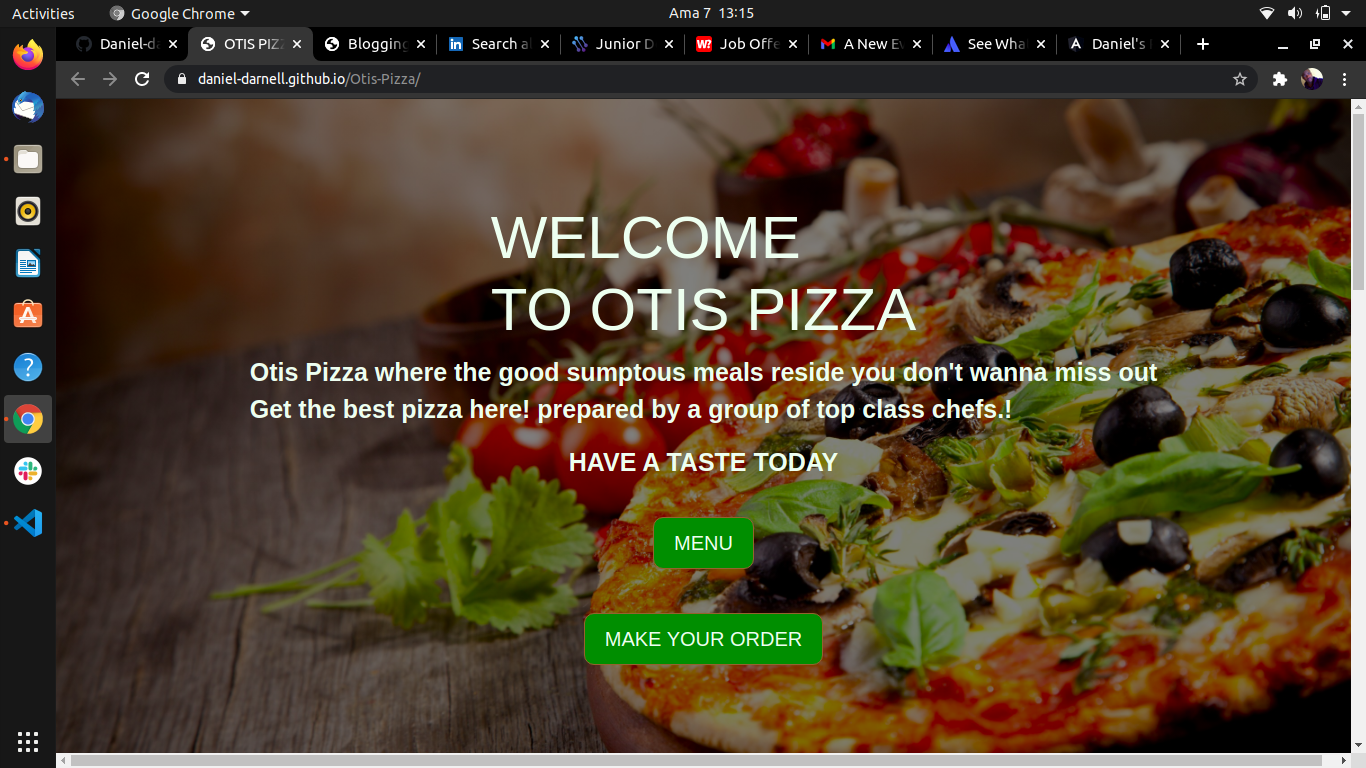 Activities
Google Chrome
Ama 7 13:15
Daniel-da
OTIS PIZZ
Blogging
Search al
Junior D
W!
Job Offe
A New Ev
See Wha
Daniel's
daniel-darnell.github.io/Otis-Pizza/
WELCOME
TO OTIS PIZZA
Otis Pizza where the good sumptous meals reside you don't wanna miss out
Get the best pizza here! prepared by a group of top class chefs.!
HAVE A TASTE TODAY
MENU
MAKE YOUR ORDER